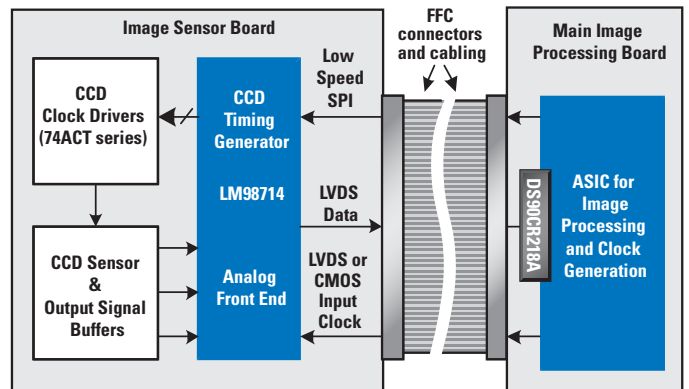 Image Sensor Board
CCD
Clock Drivers
(74ACT series)
CCD Sensor
&
Output Signal
Buffers
CCD
Timing
Generator
LM98714
Analog
Front End
Low
Speed
SPI
LVDS
Data
LVDS or
CMOS
Input
Clock
FFC
connectors
and cabling
Main Image
Processing Board
DS90CR218A
ASIC for
Image
Processing
and Clock
Generation